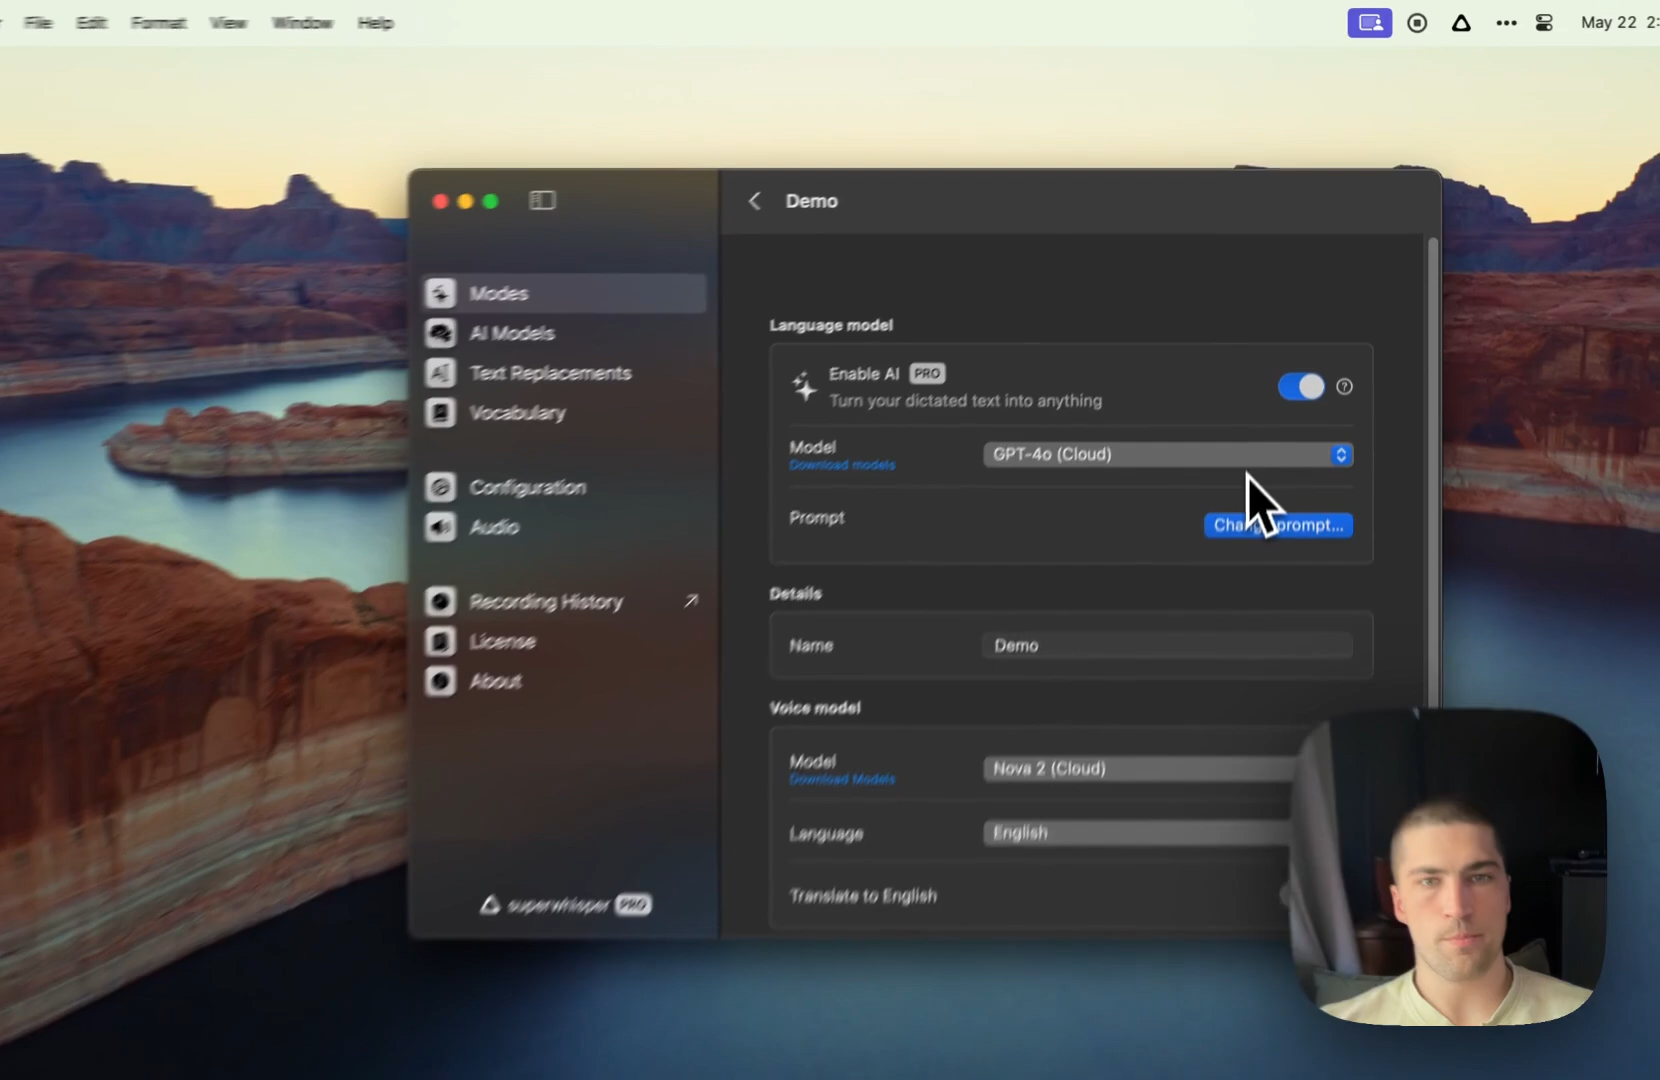 File Edit Format View Window Help
May 22 2:
Demo
Modes
AI Models
Text Replacements
Vocabulary
Configuration
Audio
Recording History
License
About
superwhisper PRO
Language model
Enable AI PRO
Turn your dictated text into anything
Model
Download models
GPT-4o (Cloud)
Prompt
Change prompt...
Details
Name
Demo
Voice model
Model
Download Models
Nova 2 (Cloud)
Language
English
Translate to English